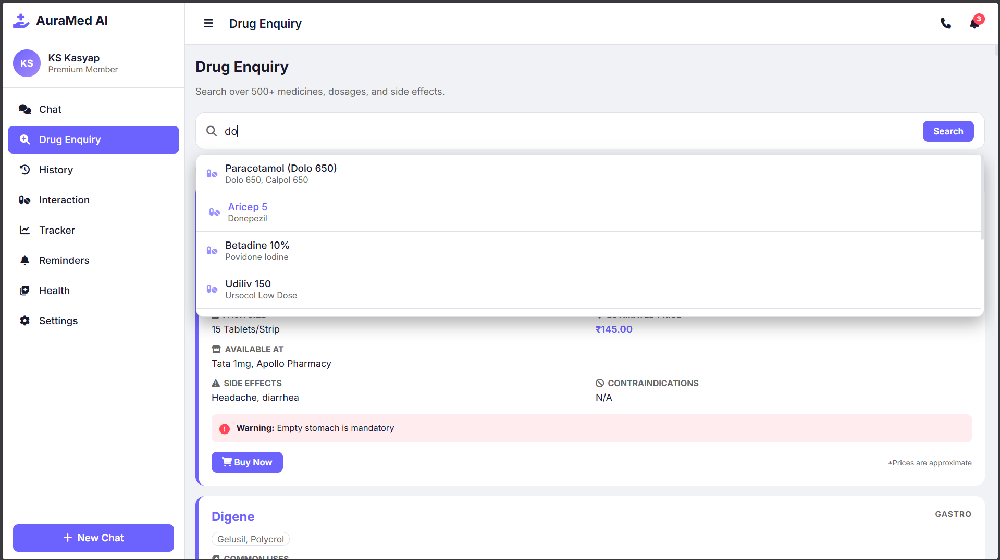 AuraMed AI
KS
KS Kasyap
Premium Member
Chat
Drug Enquiry
History
Interaction
Tracker
Reminders
Health
Settings
+ New Chat
Drug Enquiry
3
Drug Enquiry
Search over 500+ medicines, dosages, and side effects.
do
Search
Paracetamol (Dolo 650)
Dolo 650, Calpol 650
Aricep 5
Donepezil
Betadine 10%
Povidone Iodine
Udiliv 150
Ursocol Low Dose
PACK SIZE
ESTIMATED PRICE
15 Tablets/Strip
₹145.00
AVAILABLE AT
Tata 1mg, Apollo Pharmacy
SIDE EFFECTS
CONTRAINDICATIONS
Headache, diarrhea
N/A
Warning: Empty stomach is mandatory
Buy Now
*Prices are approximate
Digene
GASTRO
Gelusil, Polycrol
COMMON USES